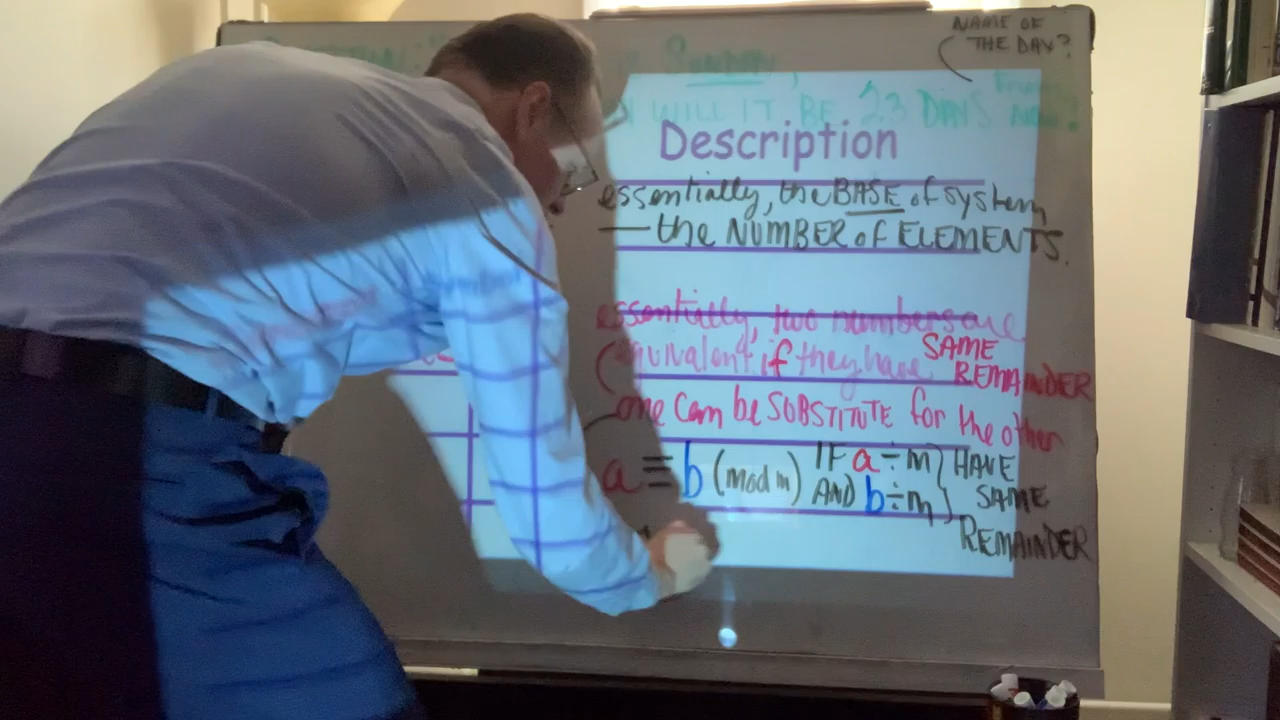 NAME OF
THE DAY?
SUNDAY,
WILL IT BE 23 DAYS FROM
NOW?
Description
essentially, the BASE of system
— the NUMBER of ELEMENTS.
essentially, two numbers are
equivalent if they have SAME
REMAINDER
one can be SUBSTITUTE for the other
a ≡ b (mod m) IF a ÷ m } HAVE
AND b ÷ m } SAME
REMAINDER